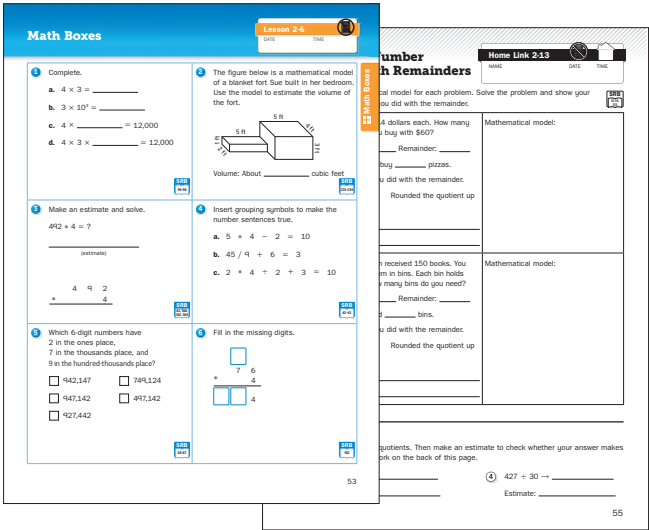 Math Boxes
Lesson 2-6
DATE TIME
Math Boxes
1 Complete.
a. 4 × 3 =
b. 3 × 10³ =
c. 4 × = 12,000
d. 4 × 3 × = 12,000
2 The figure below is a mathematical model
of a blanket fort Sue built in her bedroom.
Use the model to estimate the volume of
the fort.
5 ft
4 ft
5 ft
1 ft
2 ft
3 ft
Volume: About cubic feet
SRB
SRB
3 Make an estimate and solve.
492 * 4 = ?
(estimate)
4 9 2
* 4
SRB
4 Insert grouping symbols to make the
number sentences true.
a. 5 * 4 − 2 = 10
b. 45 / 9 + 6 = 3
c. 2 * 4 ÷ 2 + 3 = 10
SRB
5 Which 6-digit numbers have
2 in the ones place,
7 in the thousands place, and
9 in the hundred-thousands place?
942,147 749,124
947,142 497,142
927,442
SRB
6 Fill in the missing digits.
7 6
* 4
4
SRB
53
umber
h Remainders
Home Link 2-13
NAME DATE TIME
cal model for each problem. Solve the problem and show your
ou did with the remainder.
SRB
4 dollars each. How many
u buy with $60?
Remainder:
buy pizzas.
u did with the remainder.
Rounded the quotient up
Mathematical model:
received 150 books. You
m in bins. Each bin holds
many bins do you need?
Remainder:
d bins.
u did with the remainder.
Rounded the quotient up
Mathematical model:
quotients. Then make an estimate to check whether your answer makes
ork on the back of this page.
4 427 ÷ 30 →
Estimate:
55